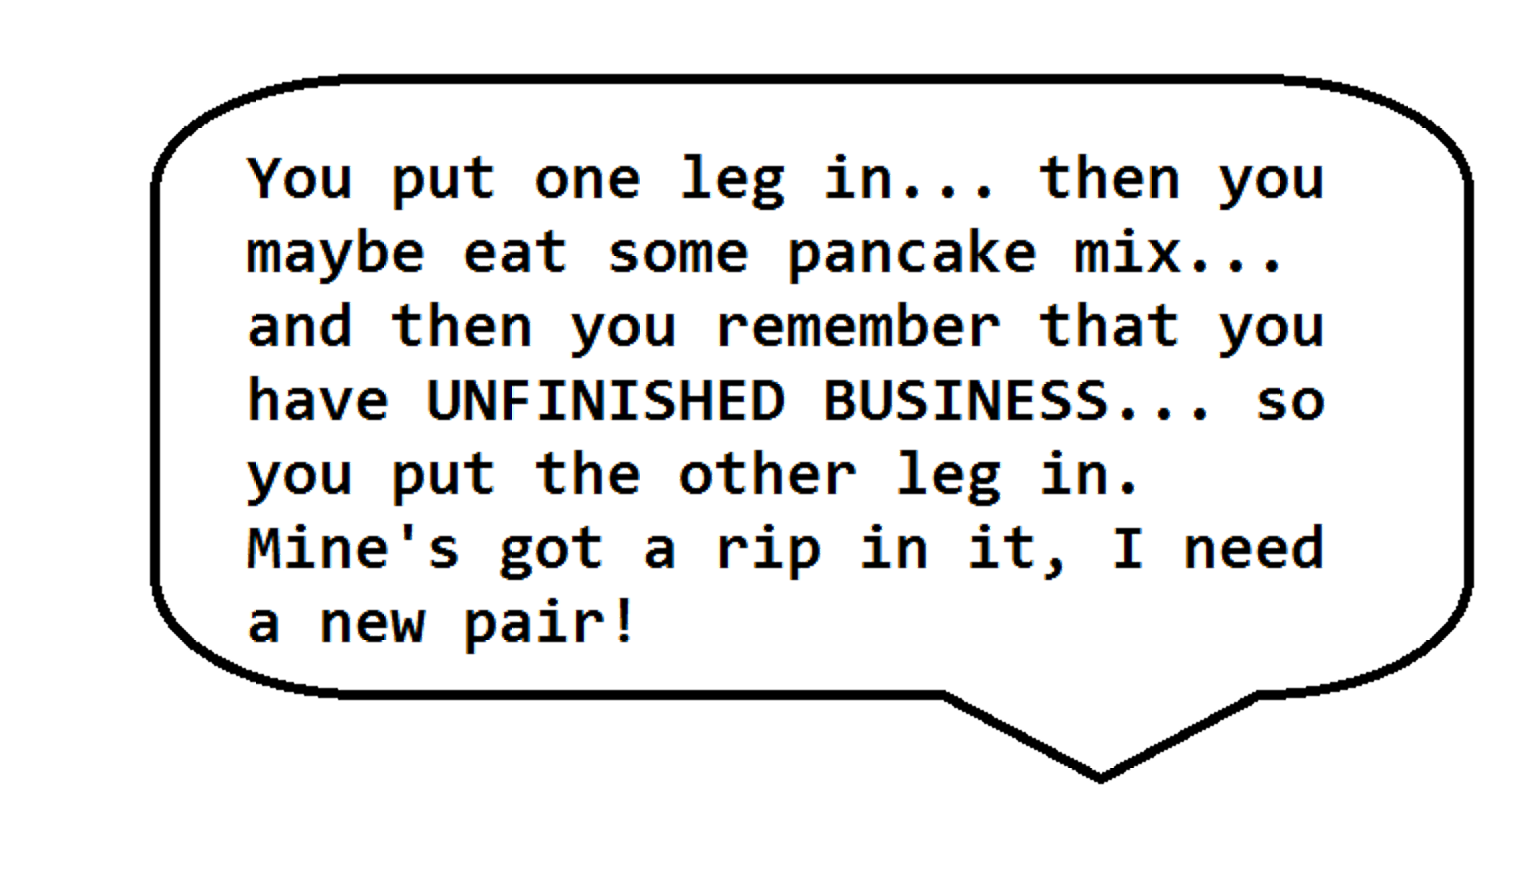 You put one leg in... then you
maybe eat some pancake mix...
and then you remember that you
have UNFINISHED BUSINESS... so
you put the other leg in.
Mine's got a rip in it, I need
a new pair!